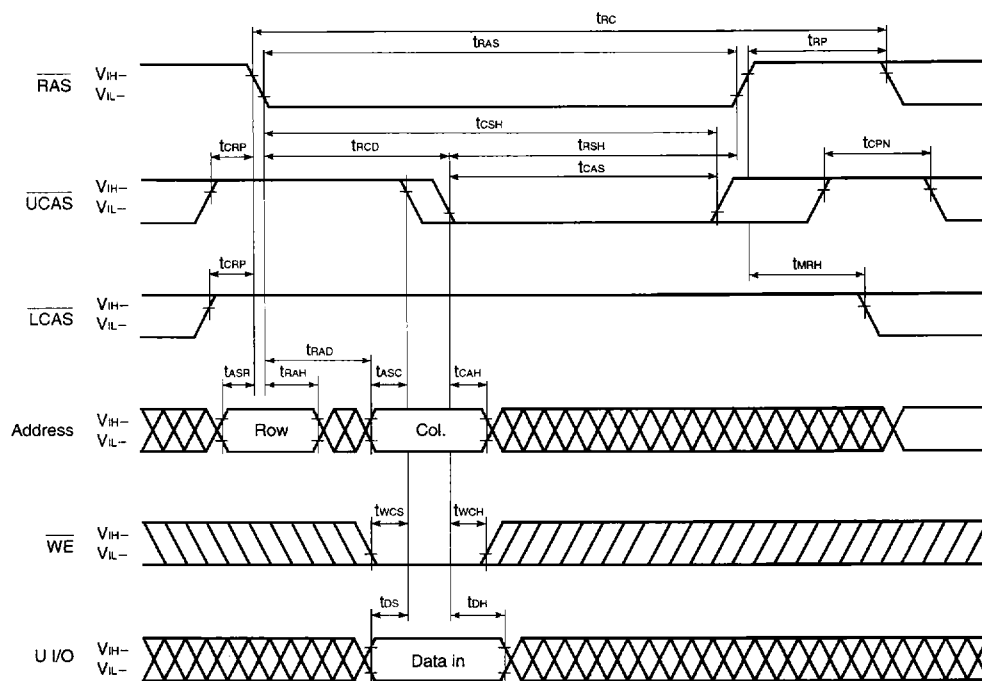 tRC
tRAS
tRP
RAS
VIH–
VIL–
tCSH
tCRP
tRCD
tRSH
tCPN
tCAS
UCAS
VIH–
VIL–
tCRP
tMRH
LCAS
VIH–
VIL–
tRAD
tASR
tRAH
tASC
tCAH
Address
VIH–
VIL–
Row
Col.
tWCS
tWCH
WE
VIH–
VIL–
tDS
tDH
U I/O
VIH–
VIL–
Data in